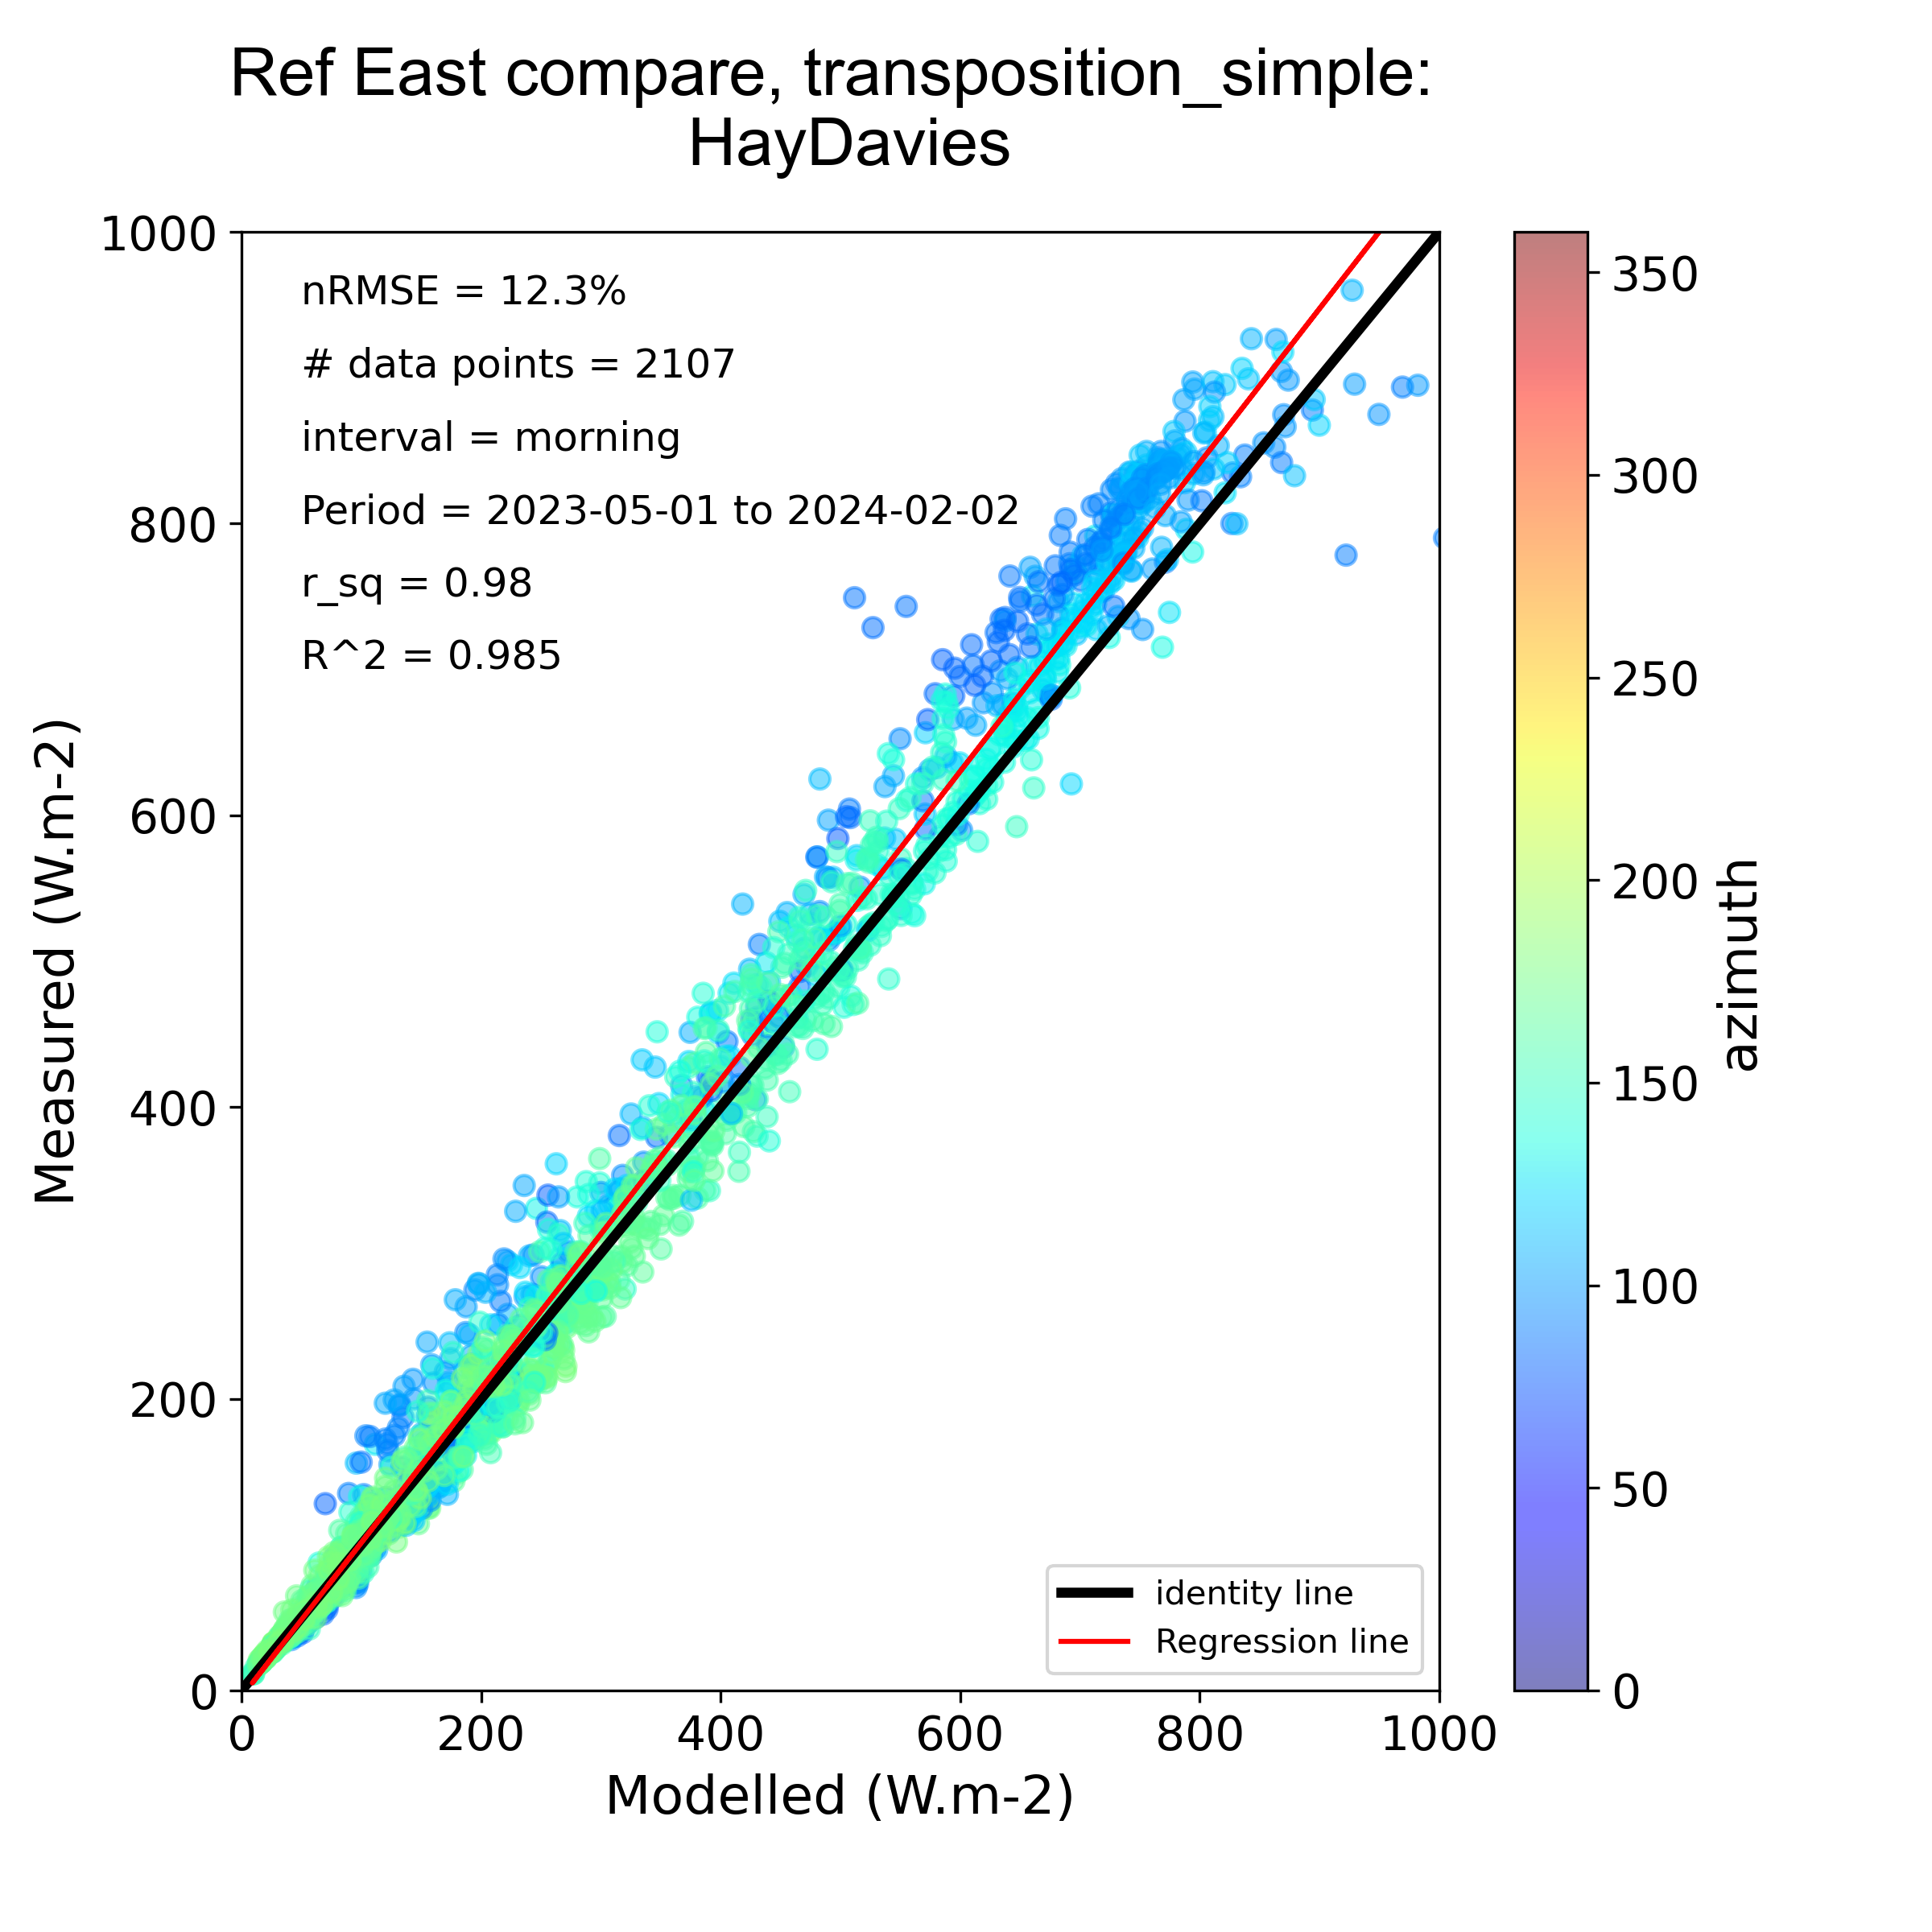 Ref East compare, transposition_simple:
HayDavies
nRMSE = 12.3%
# data points = 2107
interval = morning
Period = 2023-05-01 to 2024-02-02
r_sq = 0.98
R^2 = 0.985
1000
800
600
400
200
0
Measured (W.m-2)
0
200
400
600
800
1000
Modelled (W.m-2)
identity line
Regression line
350
300
250
200
150
100
50
0
azimuth